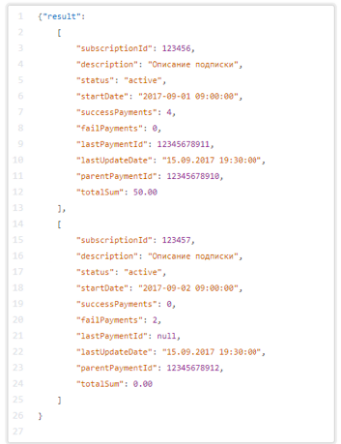 1 {"result":
2 [
3 "subscriptionId": 123456,
4 "description": "Описание подписки",
5 "status": "active",
6 "startDate": "2017-09-01 09:00:00",
7 "successPayments": 4,
8 "failPayments": 0,
9 "lastPaymentId": 12345678911,
10 "lastUpdateDate": "15.09.2017 19:30:00",
11 "parentPaymentId": 12345678910,
12 "totalSum": 50.00
13 ],
14 [
15 "subscriptionId": 123457,
16 "description": "Описание подписки",
17 "status": "active",
18 "startDate": "2017-09-02 09:00:00",
19 "successPayments": 0,
20 "failPayments": 2,
21 "lastPaymentId": null,
22 "lastUpdateDate": "15.09.2017 19:30:00",
23 "parentPaymentId": 12345678912,
24 "totalSum": 0.00
25 ]
26 }
27